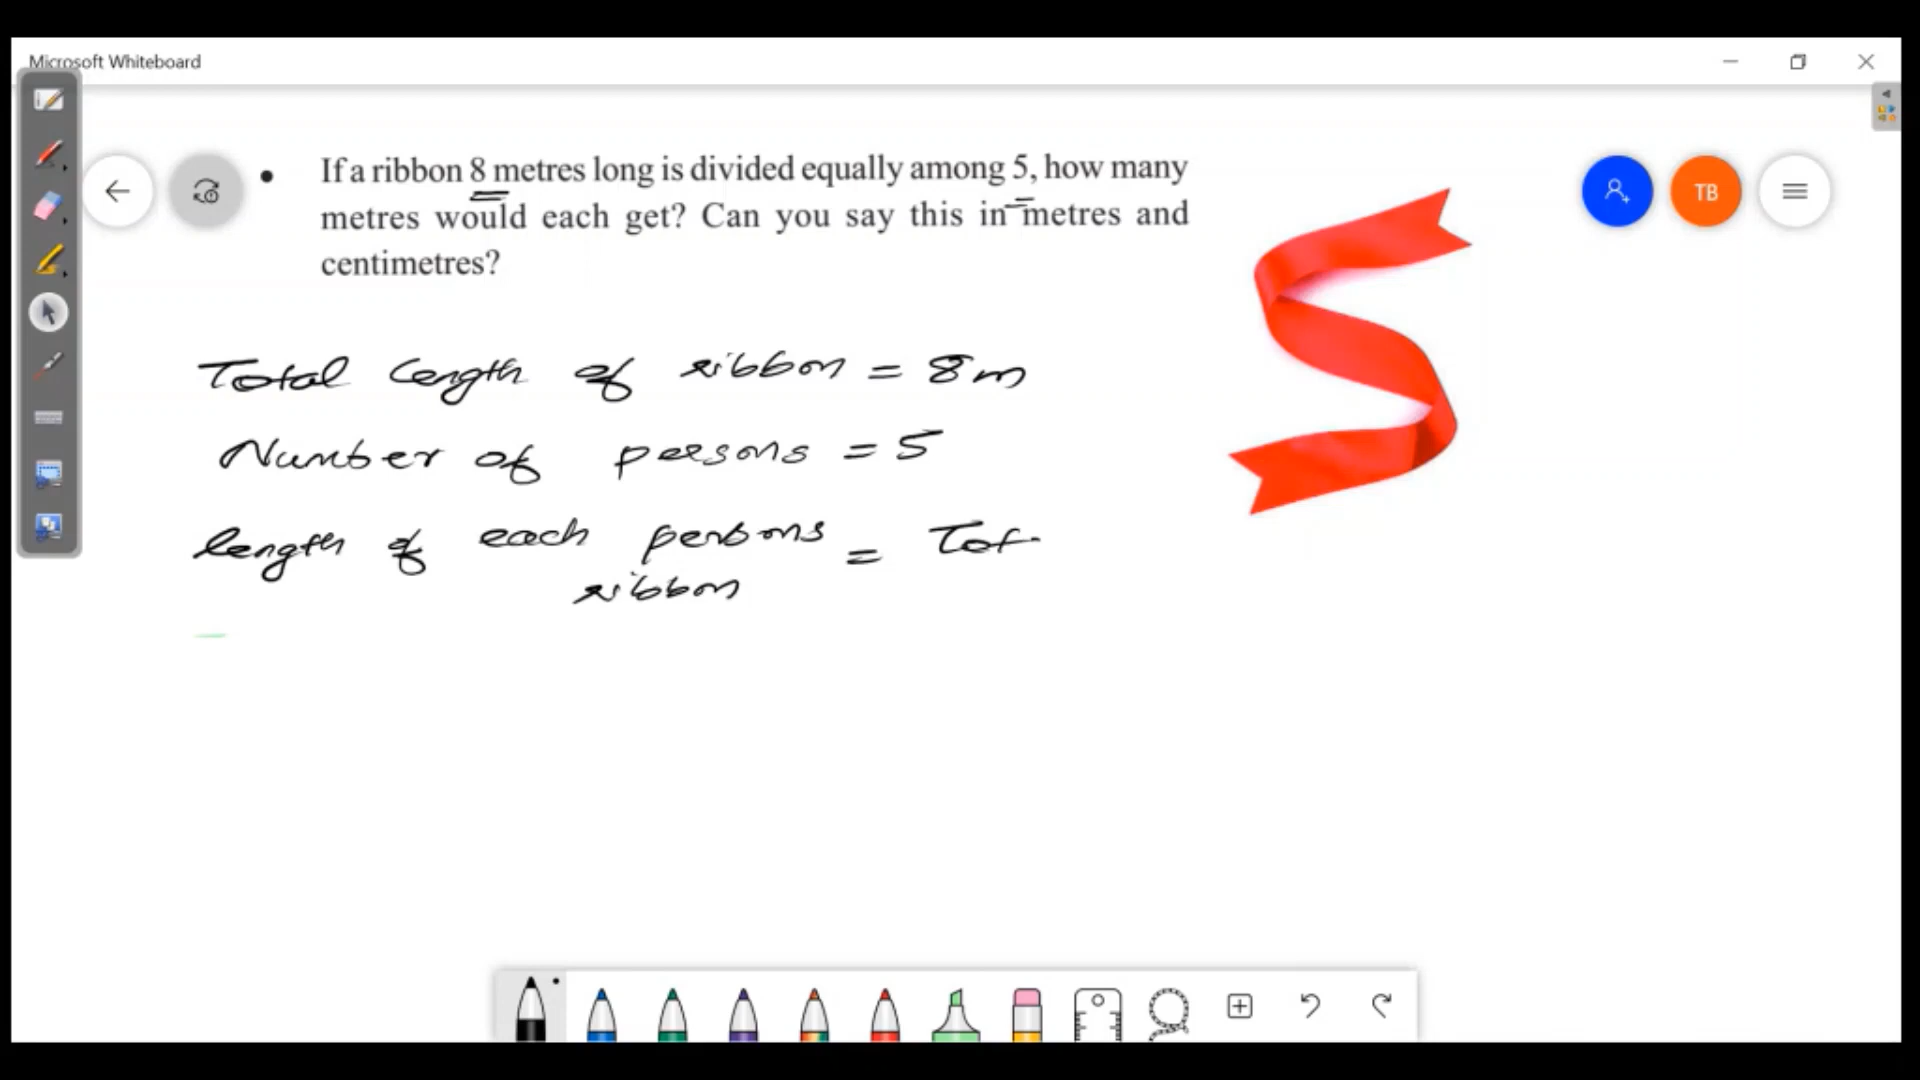 Microsoft Whiteboard
If a ribbon 8 metres long is divided equally among 5, how many
metres would each get? Can you say this in metres and
centimetres?
TB
Total length of ribbon = 8m
Number of persons = 5
length of each persons = Tot
ribbon